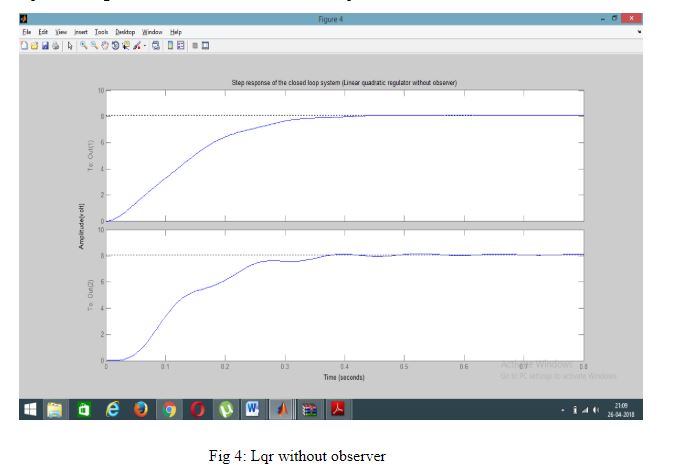 Figure 4
File Edit View Insert Tools Desktop Window Help
Step response of the closed loop system (Linear quadratic regulator without observer)
10
8
6
4
2
0
To: Out(1)
Amplitude(volt)
10
8
6
4
2
0
To: Out(2)
0 0.1 0.2 0.3 0.4 0.5 0.6 0.7 0.8
Time (seconds)
Activate Windows
Go to PC settings to activate Windows.
21:09
26-04-2018
Fig 4: Lqr without observer